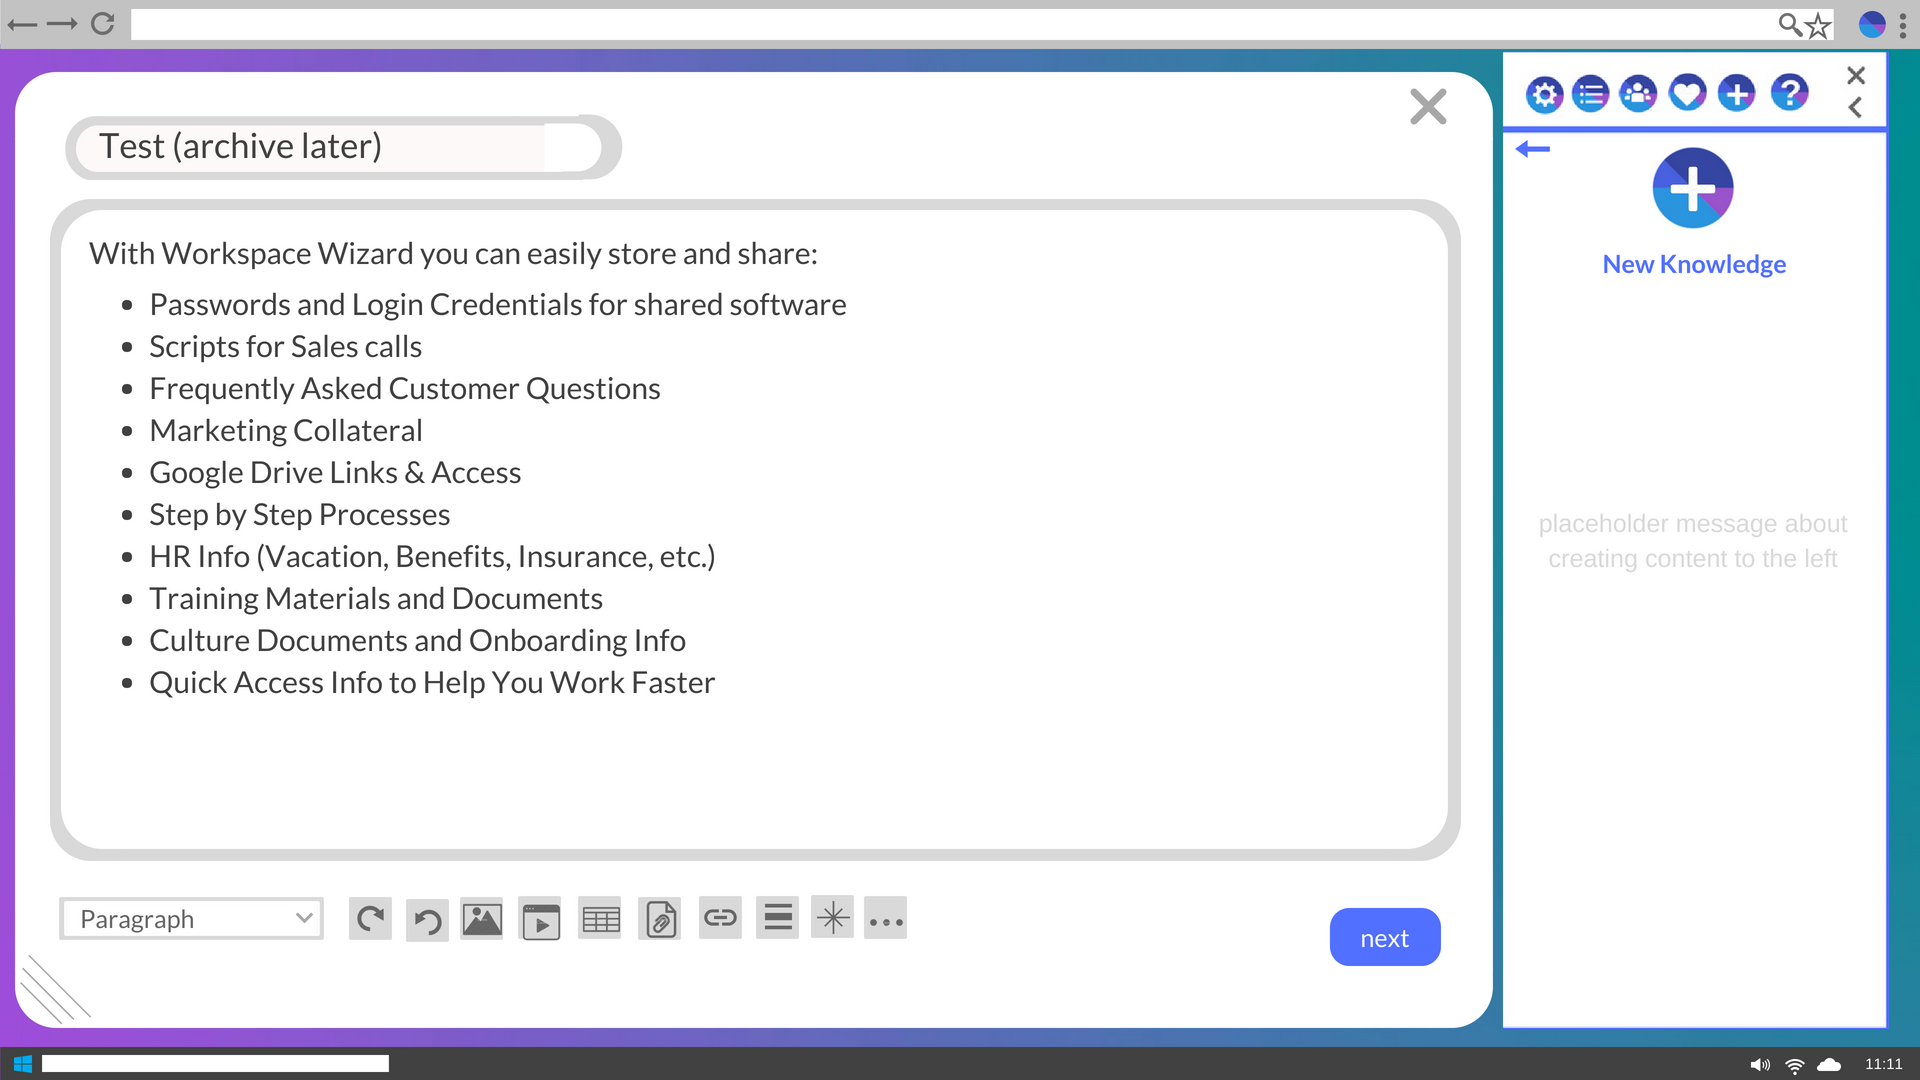 Test (archive later)
With Workspace Wizard you can easily store and share:
Passwords and Login Credentials for shared software
Scripts for Sales calls
Frequently Asked Customer Questions
Marketing Collateral
Google Drive Links & Access
Step by Step Processes
HR Info (Vacation, Benefits, Insurance, etc.)
Training Materials and Documents
Culture Documents and Onboarding Info
Quick Access Info to Help You Work Faster
Paragraph
next
New Knowledge
placeholder message about
creating content to the left
11:11